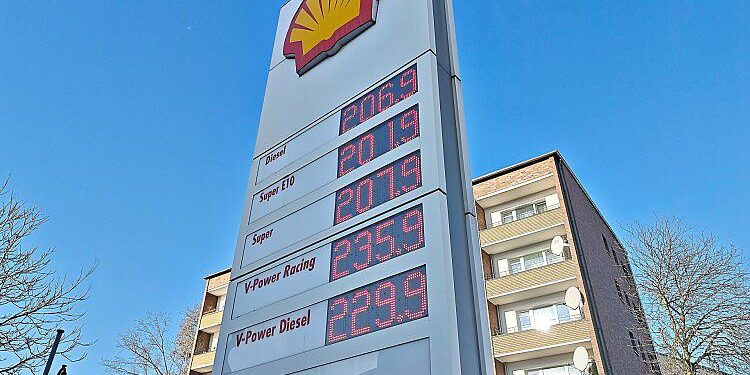 Diesel 206.9
Super E10 201.9
Super 207.9
V-Power Racing 235.9
V-Power Diesel 229.9